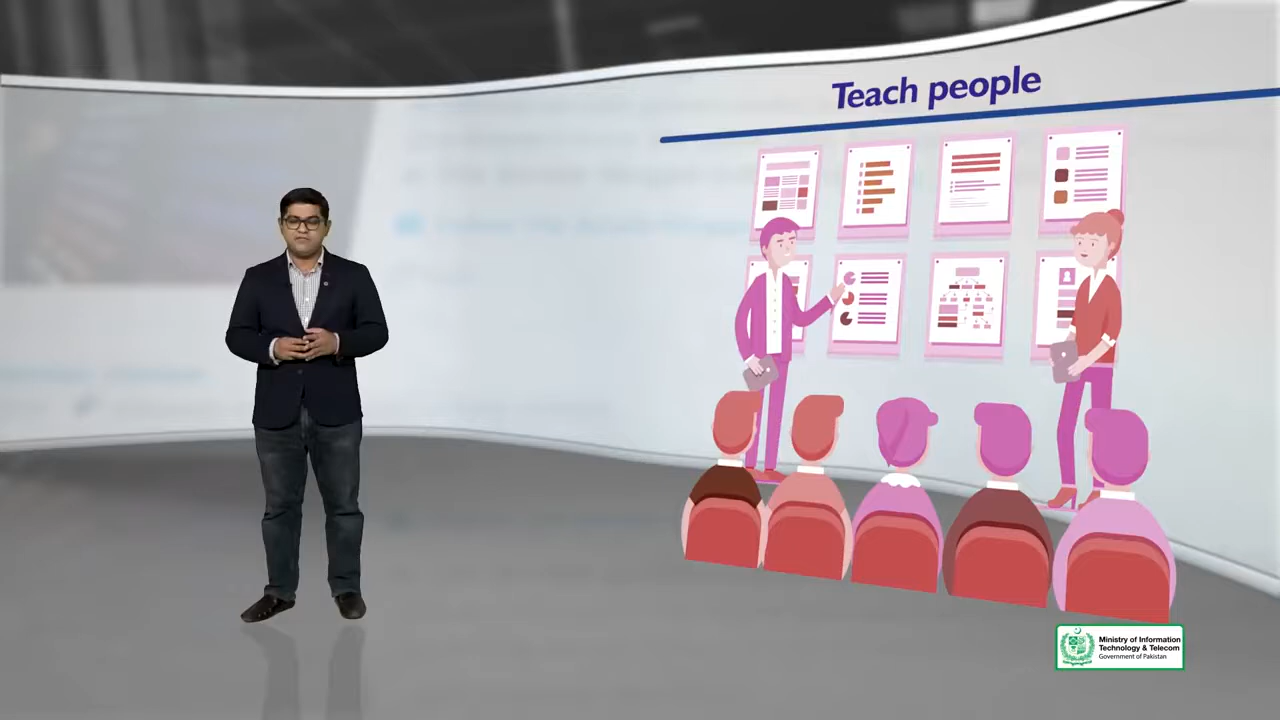 Teach people
Ministry of Information
Technology & Telecom
Government of Pakistan